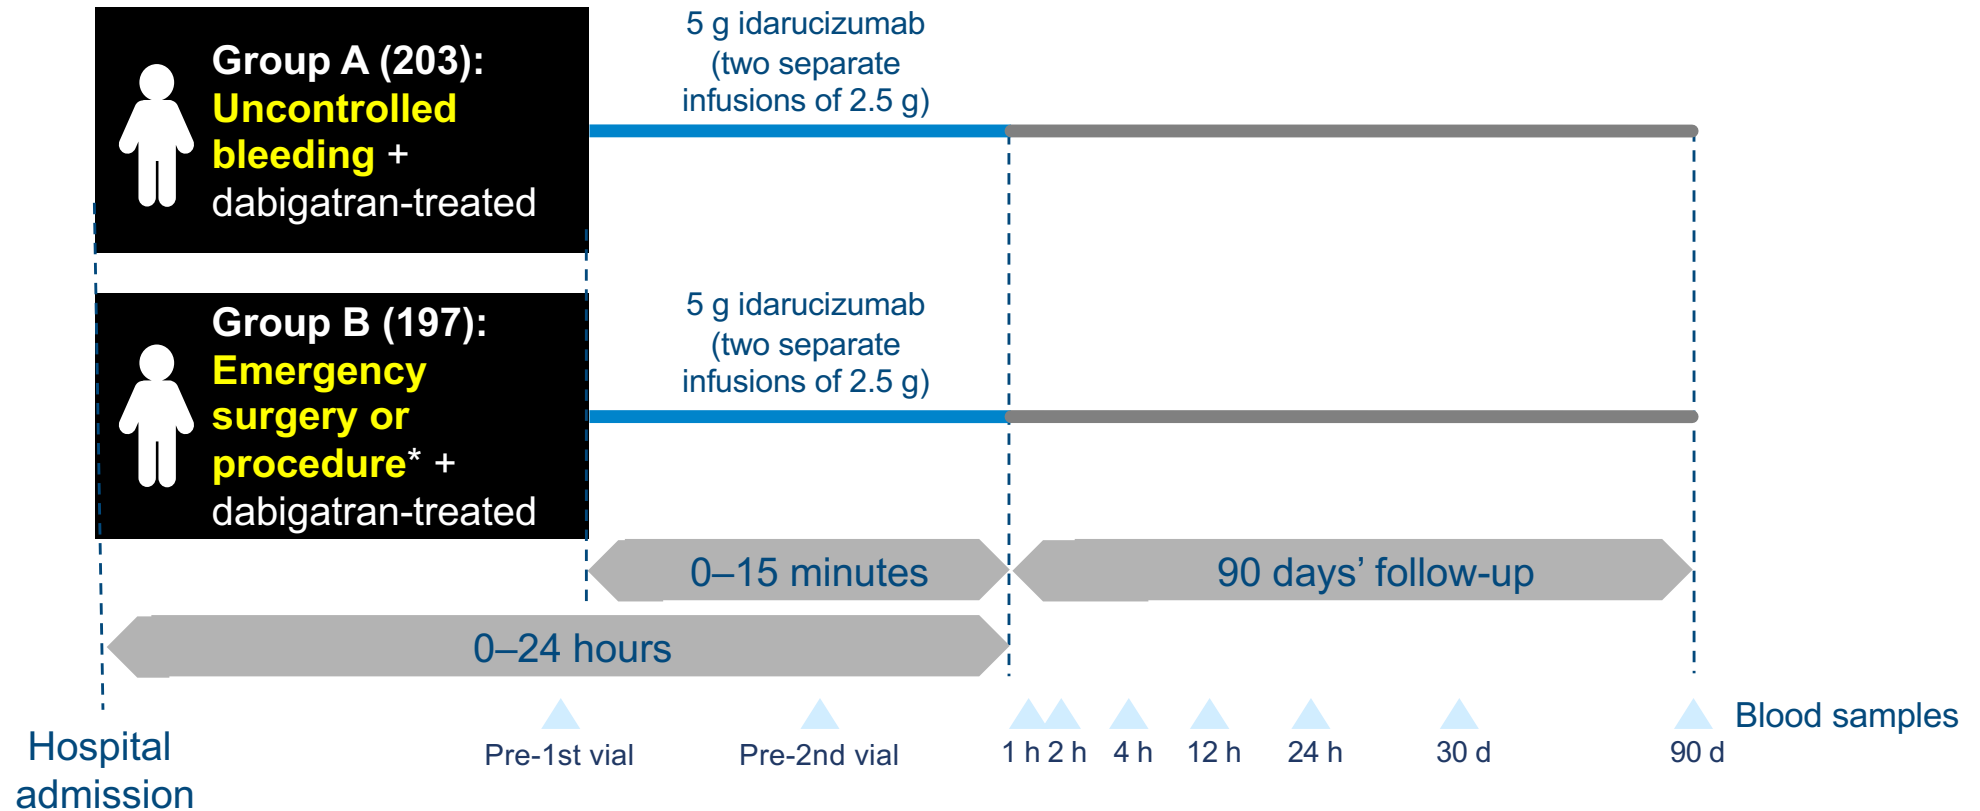 Group A (203):
Uncontrolled
bleeding +
dabigatran-treated
5 g idarucizumab
(two separate
infusions of 2.5 g)
Group B (197):
Emergency
surgery or
procedure* +
dabigatran-treated
5 g idarucizumab
(two separate
infusions of 2.5 g)
0–15 minutes
90 days’ follow-up
0–24 hours
Hospital
admission
Pre-1st vial
Pre-2nd vial
1 h
2 h
4 h
12 h
24 h
30 d
90 d
Blood samples